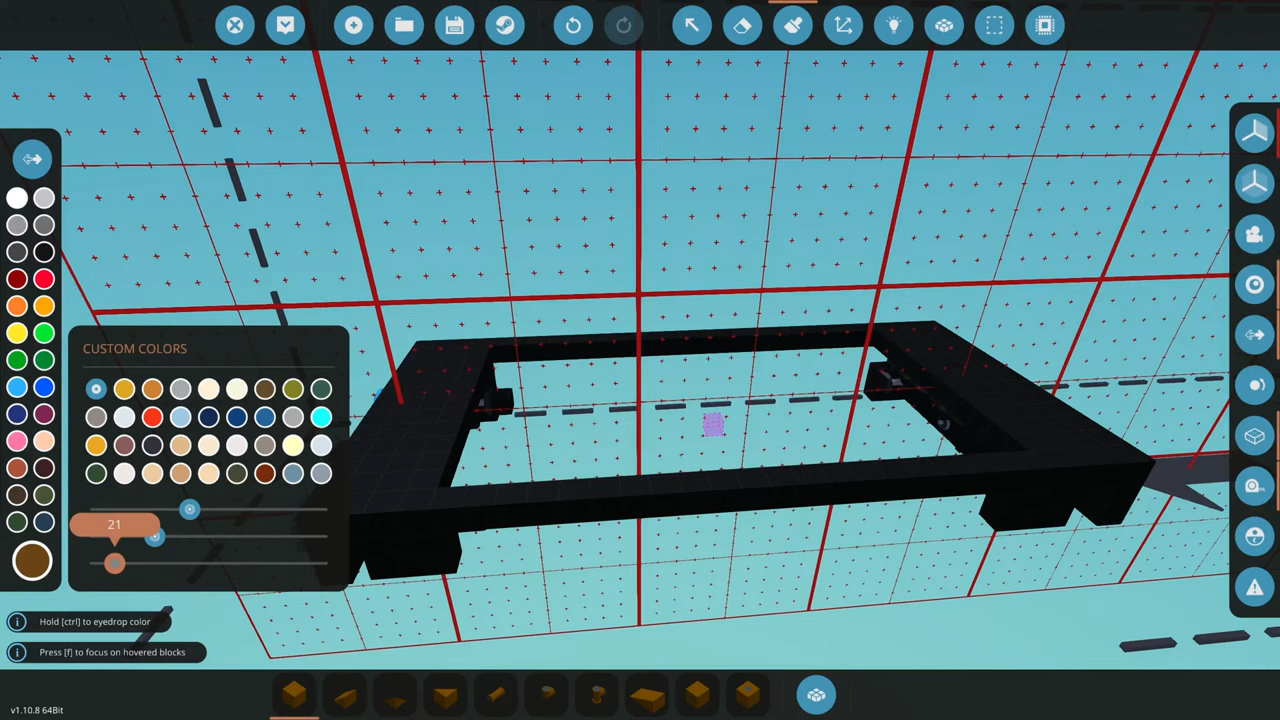 CUSTOM COLORS
21
Hold [ctrl] to eyedrop color
Press [f] to focus on hovered blocks
v1.10.8 64Bit